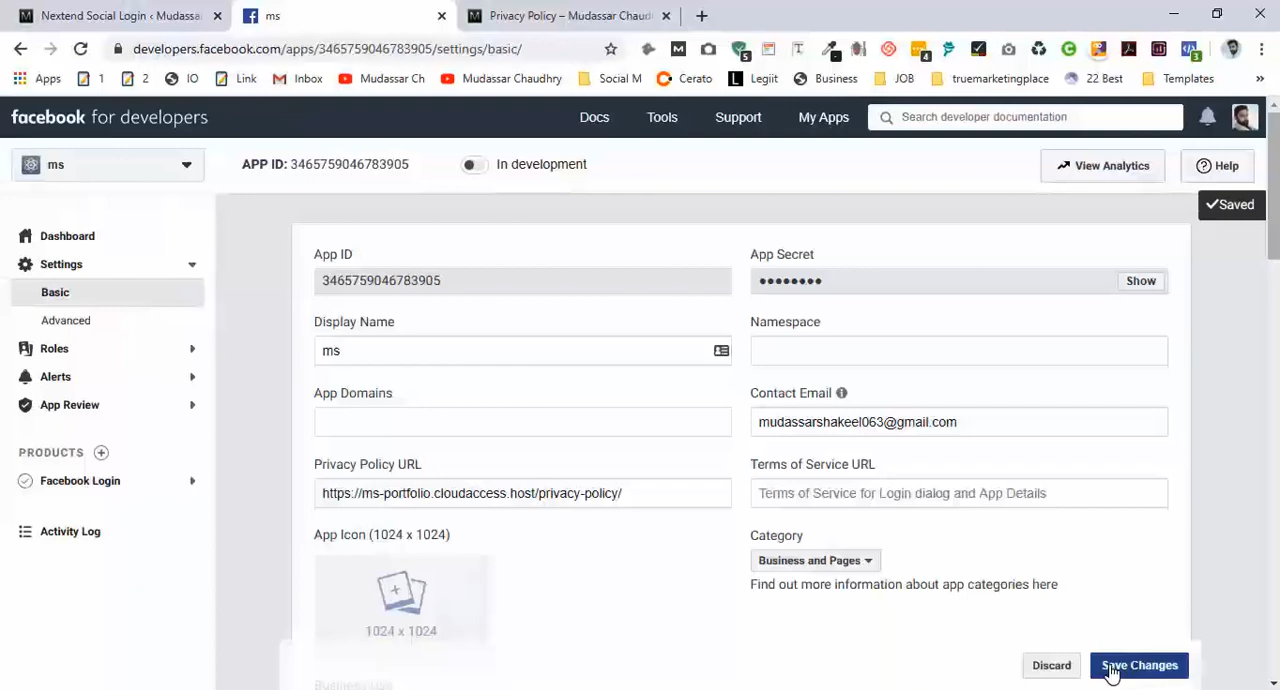 Nextend Social Login ‹ Mudassar
ms
Privacy Policy – Mudassar Chaud
developers.facebook.com/apps/3465759046783905/settings/basic/
Apps 1 2 IO Link Inbox Mudassar Ch Mudassar Chaudhry Social M Cerato Legiit Business JOB truemarketingplace 22 Best Templates »
facebook for developers
Docs Tools Support My Apps Search developer documentation
ms
APP ID: 3465759046783905 In development View Analytics Help
Saved
Dashboard
Settings
Basic
Advanced
Roles
Alerts
App Review
PRODUCTS
Facebook Login
Activity Log
App ID
3465759046783905
App Secret
●●●●●●●● Show
Display Name
ms
Namespace
App Domains
Contact Email
mudassarshakeel063@gmail.com
Privacy Policy URL
https://ms-portfolio.cloudaccess.host/privacy-policy/
Terms of Service URL
Terms of Service for Login dialog and App Details
App Icon (1024 x 1024)
1024 x 1024
Category
Business and Pages
Find out more information about app categories here
Business Use
Discard Save Changes